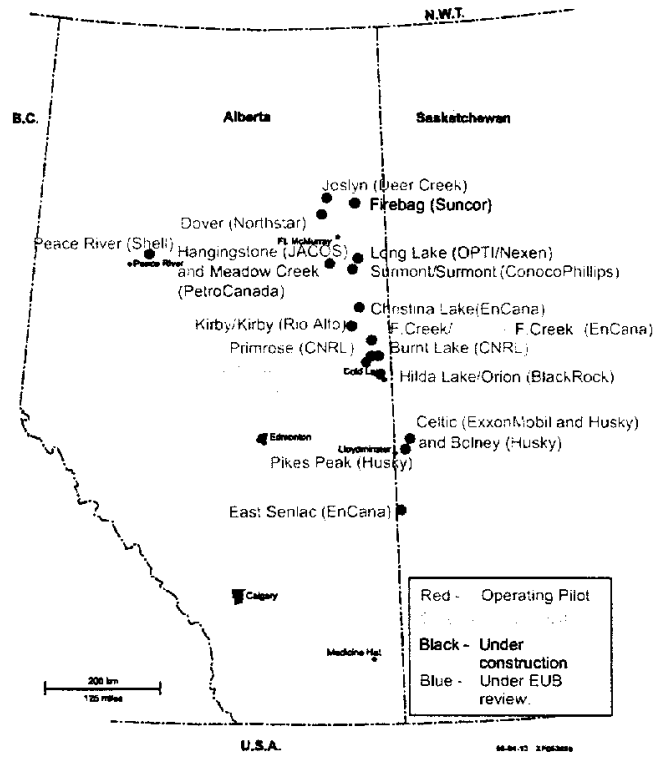 N.W.T.
B.C.
Alberta
Saskatchewan
Joslyn (Deer Creek)
Firebag (Suncor)
Dover (Northstar)
Ft. McMurray
Peace River (Shell)
Peace River
Hangingstone (JACOS)
and Meadow Creek
(PetroCanada)
Long Lake (OPTI/Nexen)
Surmont/Surmont (ConocoPhillips)
Christina Lake(EnCana)
Kirby/Kirby (Rio Alto)
F.Creek/ F.Creek (EnCana)
Primrose (CNRL)
Burnt Lake (CNRL)
Cold Lake
Hilda Lake/Orion (BlackRock)
Celtic (ExxonMobil and Husky)
and Bolney (Husky)
Edmonton
Lloydminster
Pikes Peak (Husky)
East Senlac (EnCana)
Calgary
Medicine Hat
Red - Operating Pilot
Black - Under
construction
Blue - Under EUB
review.
200 km
125 miles
U.S.A.